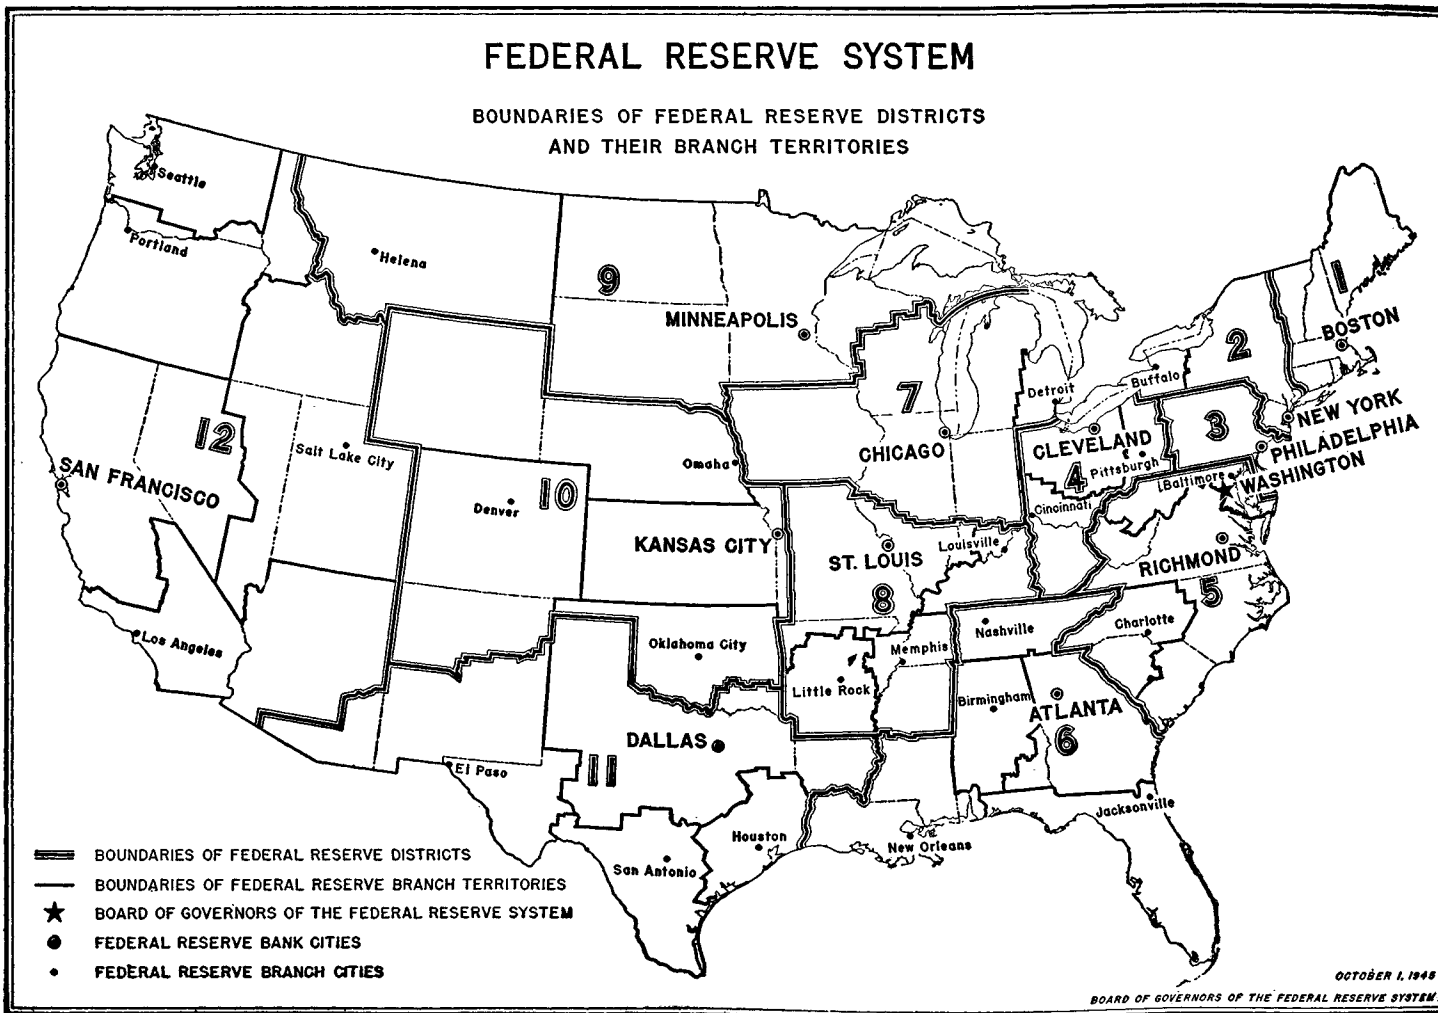 FEDERAL RESERVE SYSTEM
BOUNDARIES OF FEDERAL RESERVE DISTRICTS
AND THEIR BRANCH TERRITORIES
Seattle
Portland
Helena
9
MINNEAPOLIS
1
BOSTON
2
Buffalo
Detroit
7
CHICAGO
NEW YORK
3
PHILADELPHIA
CLEVELAND
4
Pittsburgh
WASHINGTON
Baltimore
Cincinnati
12
Salt Lake City
SAN FRANCISCO
Omaha
10
Denver
KANSAS CITY
ST. LOUIS
8
Louisville
RICHMOND
5
Los Angeles
Oklahoma City
Nashville
Charlotte
Memphis
Little Rock
Birmingham
ATLANTA
6
DALLAS
11
El Paso
Jacksonville
Houston
New Orleans
San Antonio
BOUNDARIES OF FEDERAL RESERVE DISTRICTS
BOUNDARIES OF FEDERAL RESERVE BRANCH TERRITORIES
BOARD OF GOVERNORS OF THE FEDERAL RESERVE SYSTEM
FEDERAL RESERVE BANK CITIES
FEDERAL RESERVE BRANCH CITIES
OCTOBER 1, 1945
BOARD OF GOVERNORS OF THE FEDERAL RESERVE SYSTEM